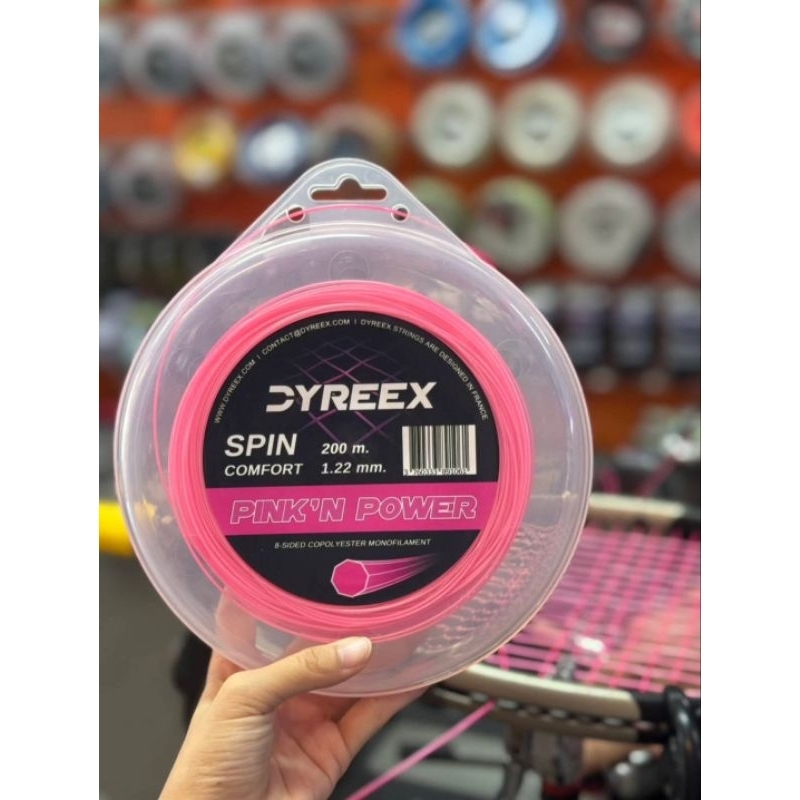 WWW.DYREEX.COM | CONTACT@DYREEX.COM | DYREEX STRINGS ARE DESIGNED IN FRANCE
DYREEX
SPIN 200 m.
COMFORT 1.22 mm.
PINK'N POWER
8-SIDED COPOLYESTER MONOFILAMENT